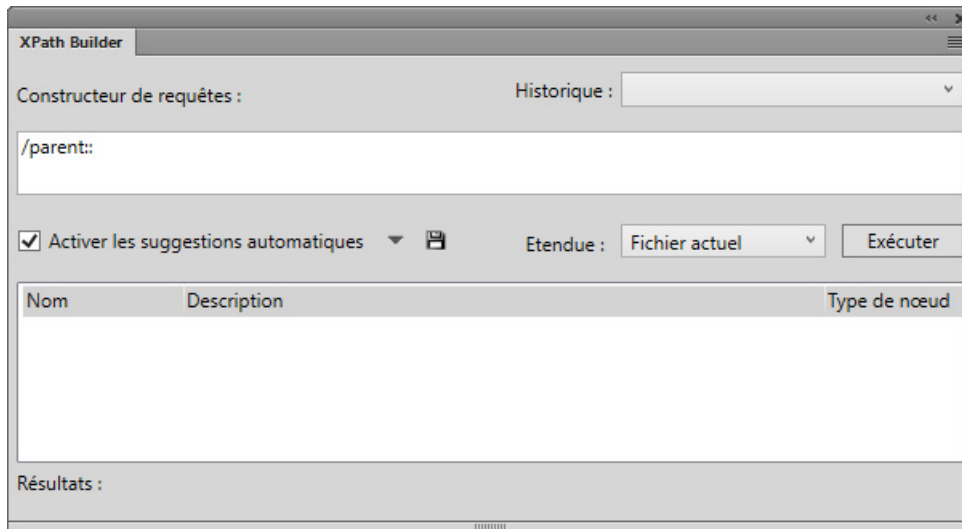 XPath Builder
Constructeur de requêtes :
Historique :
/parent::
Activer les suggestions automatiques
Etendue :
Fichier actuel
Exécuter
Nom
Description
Type de nœud
Résultats :